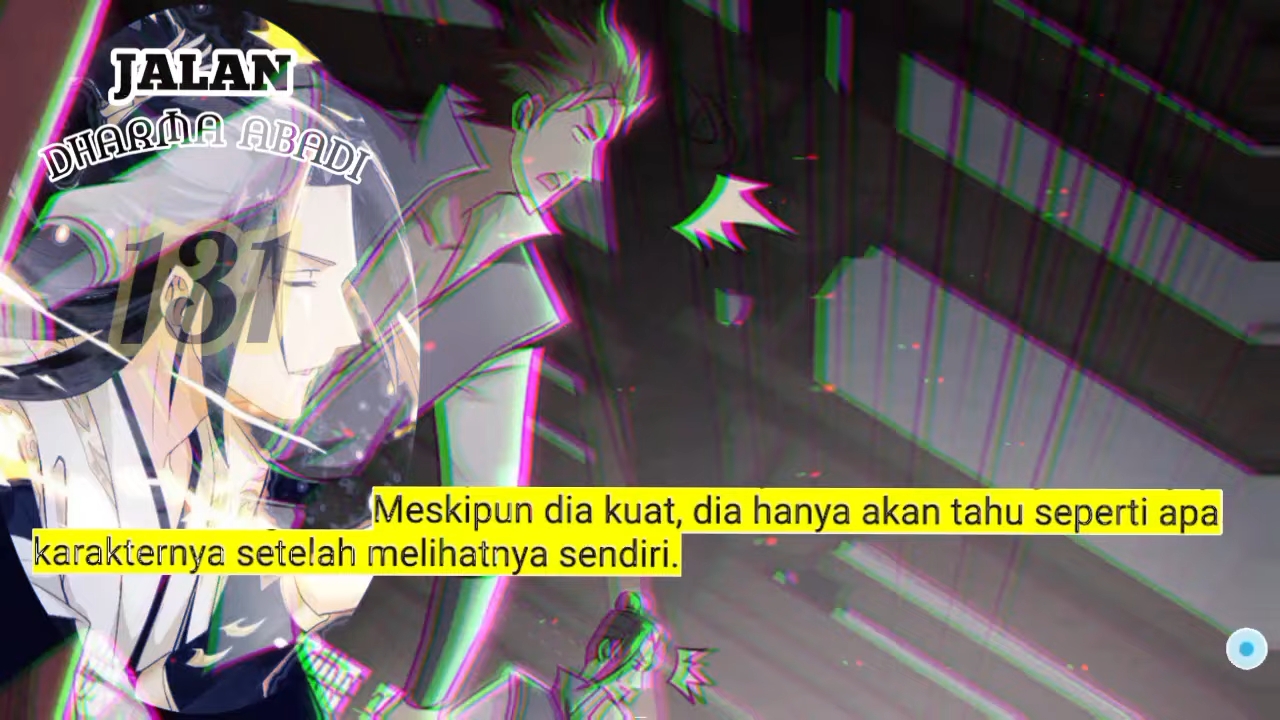 JALAN
DHARMA ABADI
131
Meskipun dia kuat, dia hanya akan tahu seperti apa
karakternya setelah melihatnya sendiri.